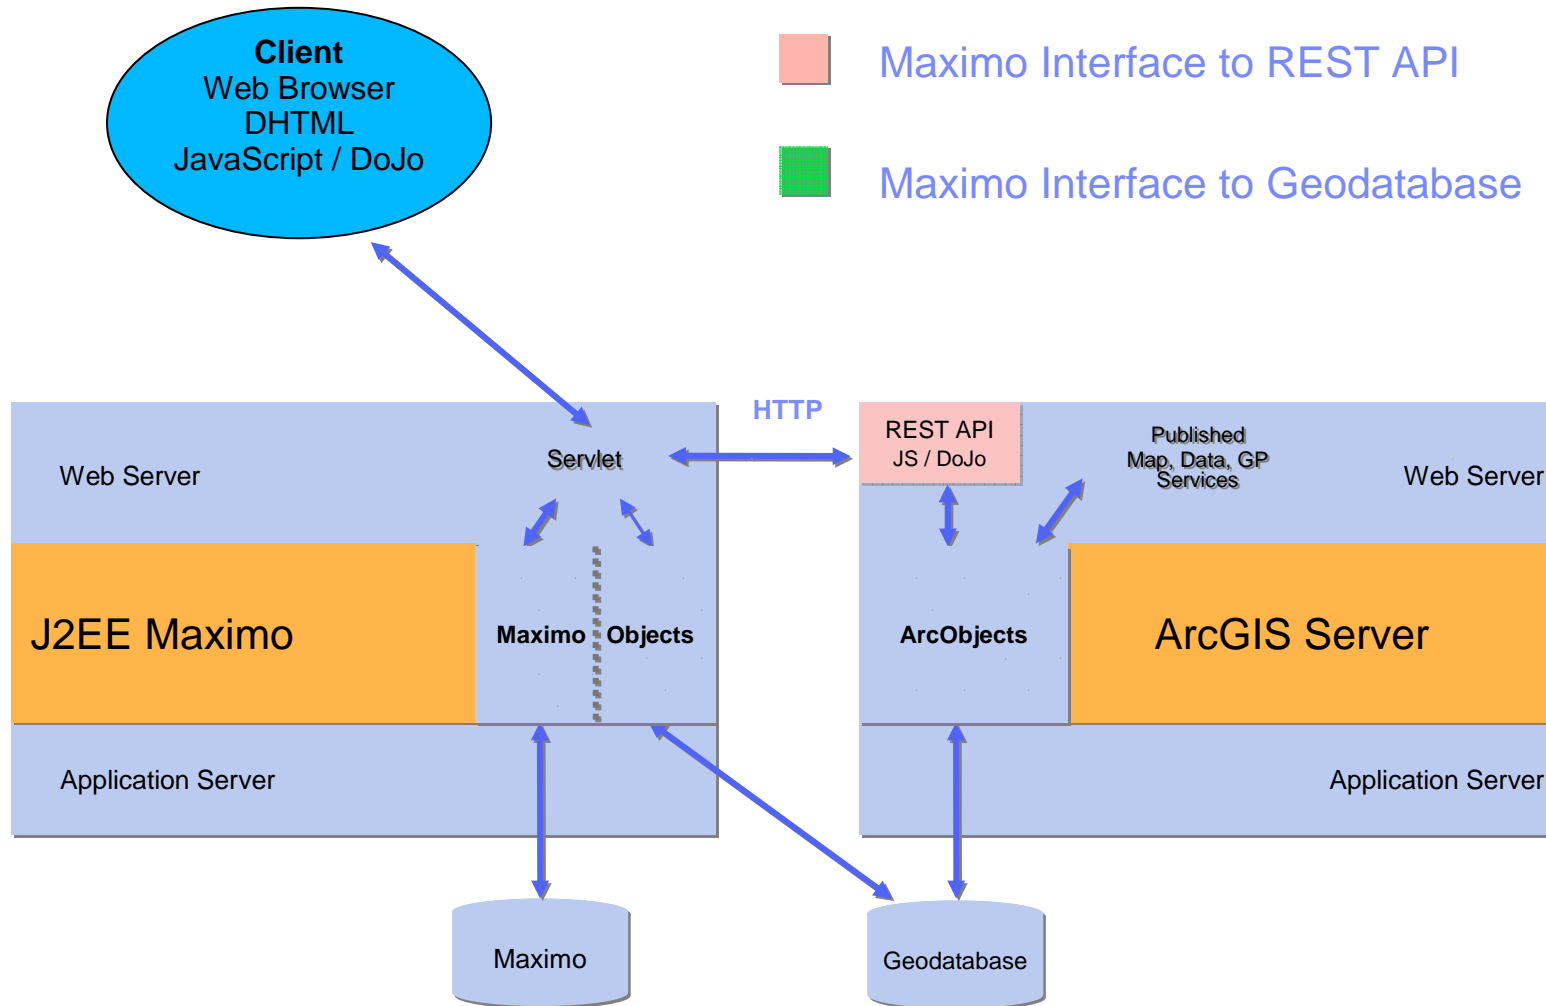 Client
Web Browser
DHTML
JavaScript / DoJo
Maximo Interface to REST API
Maximo Interface to Geodatabase
HTTP
Web Server
Servlet
REST API
JS / DoJo
Published
Map, Data, GP
Services
Web Server
J2EE Maximo
Maximo Objects
ArcObjects
ArcGIS Server
Application Server
Application Server
Maximo
Geodatabase